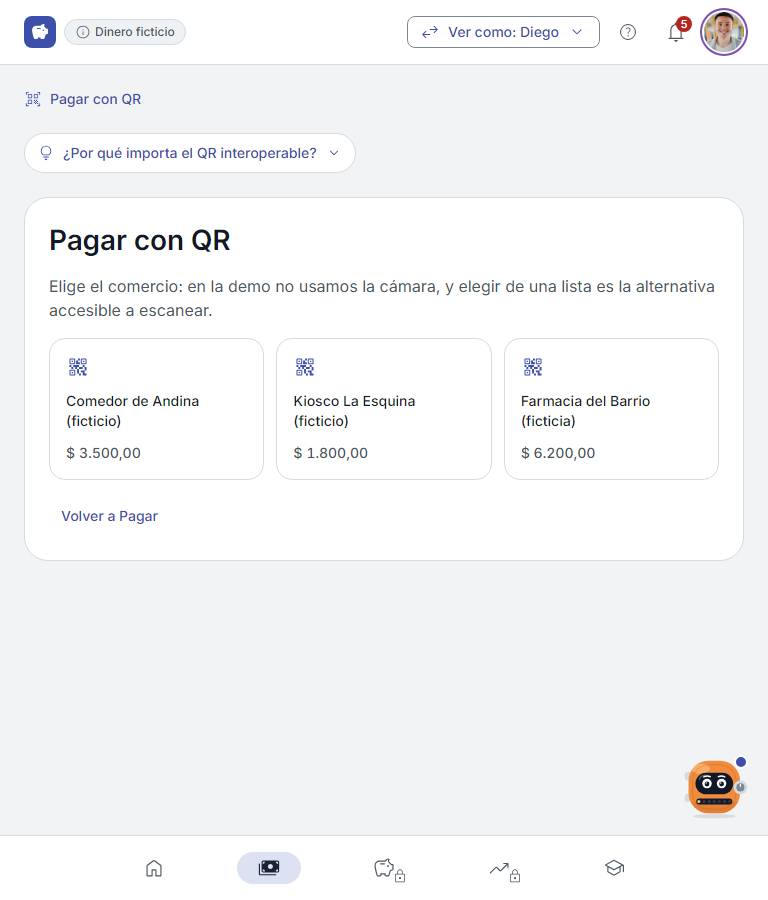 Dinero ficticio
Ver como: Diego
5
Pagar con QR
¿Por qué importa el QR interoperable?
Pagar con QR
Elige el comercio: en la demo no usamos la cámara, y elegir de una lista es la alternativa
accesible a escanear.
Comedor de Andina
(ficticio)
$ 3.500,00
Kiosco La Esquina
(ficticio)
$ 1.800,00
Farmacia del Barrio
(ficticia)
$ 6.200,00
Volver a Pagar